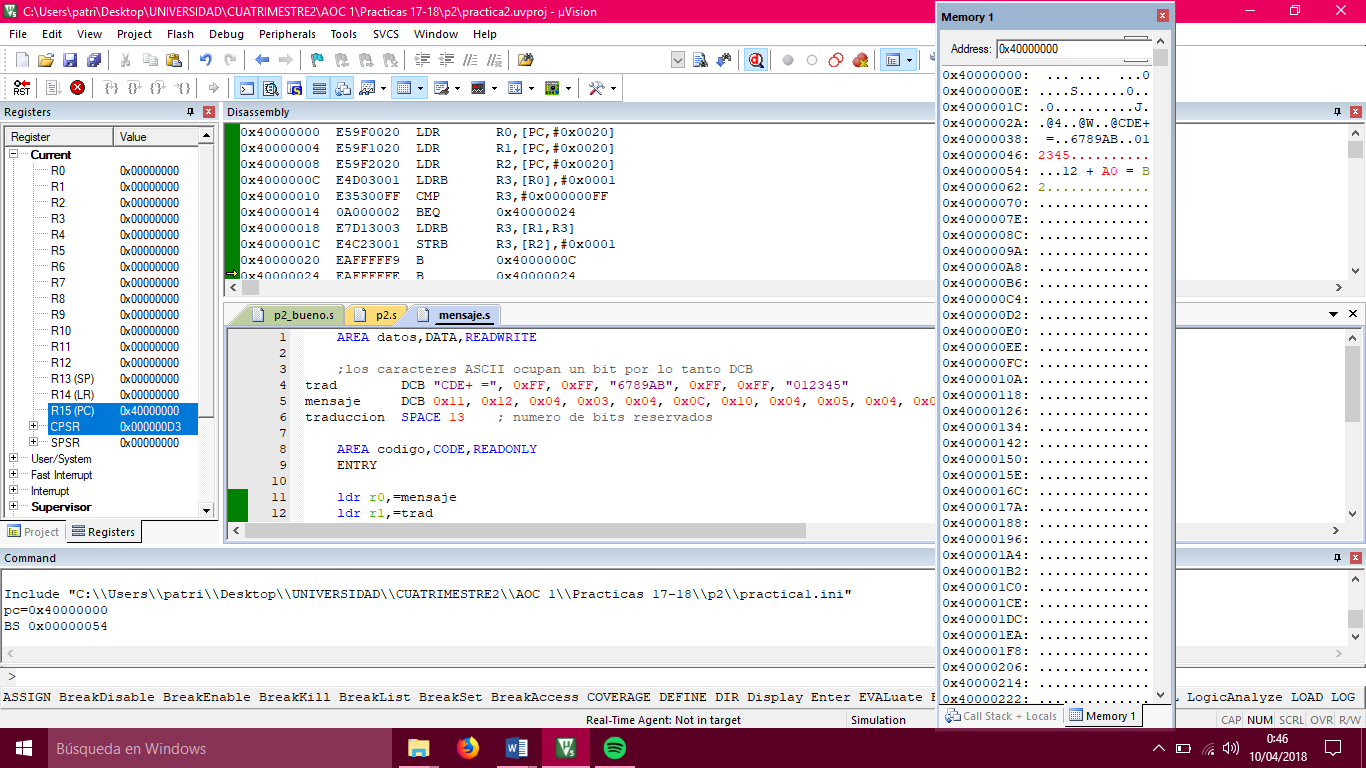 C:\Users\patri\Desktop\UNIVERSIDAD\CUATRIMESTRE2\AOC 1\Practicas 17-18\p2\practica2.uvproj - µVision
File Edit View Project Flash Debug Peripherals Tools SVCS Window Help
Registers
Register Value
Current
R0 0x00000000
R1 0x00000000
R2 0x00000000
R3 0x00000000
R4 0x00000000
R5 0x00000000
R6 0x00000000
R7 0x00000000
R8 0x00000000
R9 0x00000000
R10 0x00000000
R11 0x00000000
R12 0x00000000
R13 (SP) 0x00000000
R14 (LR) 0x00000000
R15 (PC) 0x40000000
CPSR 0x000000D3
SPSR 0x00000000
User/System
Fast Interrupt
Interrupt
Supervisor
Project Registers
Disassembly
0x40000000 E59F0020 LDR R0,[PC,#0x0020]
0x40000004 E59F1020 LDR R1,[PC,#0x0020]
0x40000008 E59F2020 LDR R2,[PC,#0x0020]
0x4000000C E4D03001 LDRB R3,[R0],#0x0001
0x40000010 E35300FF CMP R3,#0x000000FF
0x40000014 0A000002 BEQ 0x40000024
0x40000018 E7D13003 LDRB R3,[R1,R3]
0x4000001C E4C23001 STRB R3,[R2],#0x0001
0x40000020 EAFFFFF9 B 0x4000000C
0x40000024 EAFFFFFE B 0x40000024
p2_bueno.s p2.s mensaje.s
1 AREA datos,DATA,READWRITE
2
3 ;los caracteres ASCII ocupan un bit por lo tanto DCB
4 trad DCB "CDE+ =", 0xFF, 0xFF, "6789AB", 0xFF, 0xFF, "012345"
5 mensaje DCB 0x11, 0x12, 0x04, 0x03, 0x04, 0x0C, 0x10, 0x04, 0x05, 0x04, 0x0
6 traduccion SPACE 13 ; numero de bits reservados
7
8 AREA codigo,CODE,READONLY
9 ENTRY
10
11 ldr r0,=mensaje
12 ldr r1,=trad
Memory 1
Address: 0x40000000
0x40000000: ... ... ...0
0x4000000E: ....S......0..
0x4000001C: .0..........J.
0x4000002A: .@4..@W..@CDE+
0x40000038: =..6789AB..01
0x40000046: 2345..........
0x40000054: ...12 + A0 = B
0x40000062: 2.............
0x40000070: ..............
0x4000007E: ..............
0x4000008C: ..............
0x4000009A: ..............
0x400000A8: ..............
0x400000B6: ..............
0x400000C4: ..............
0x400000D2: ..............
0x400000E0: ..............
0x400000EE: ..............
0x400000FC: ..............
0x4000010A: ..............
0x40000118: ..............
0x40000126: ..............
0x40000134: ..............
0x40000142: ..............
0x40000150: ..............
0x4000015E: ..............
0x4000016C: ..............
0x4000017A: ..............
0x40000188: ..............
0x40000196: ..............
0x400001A4: ..............
0x400001B2: ..............
0x400001C0: ..............
0x400001CE: ..............
0x400001DC: ..............
0x400001EA: ..............
0x400001F8: ..............
0x40000206: ..............
0x40000214: ..............
0x40000222: ..............
Call Stack + Locals Memory 1
Command
Include "C:\\Users\\patri\\Desktop\\UNIVERSIDAD\\CUATRIMESTRE2\\AOC 1\\Practicas 17-18\\p2\\practica1.ini"
pc=0x40000000
BS 0x00000054
>
ASSIGN BreakDisable BreakEnable BreakKill BreakList BreakSet BreakAccess COVERAGE DEFINE DIR Display Enter EVALuate LogicAnalyze LOAD LOG
Real-Time Agent: Not in target Simulation CAP NUM SCRL OVR R/W
Búsqueda en Windows
0:46
10/04/2018